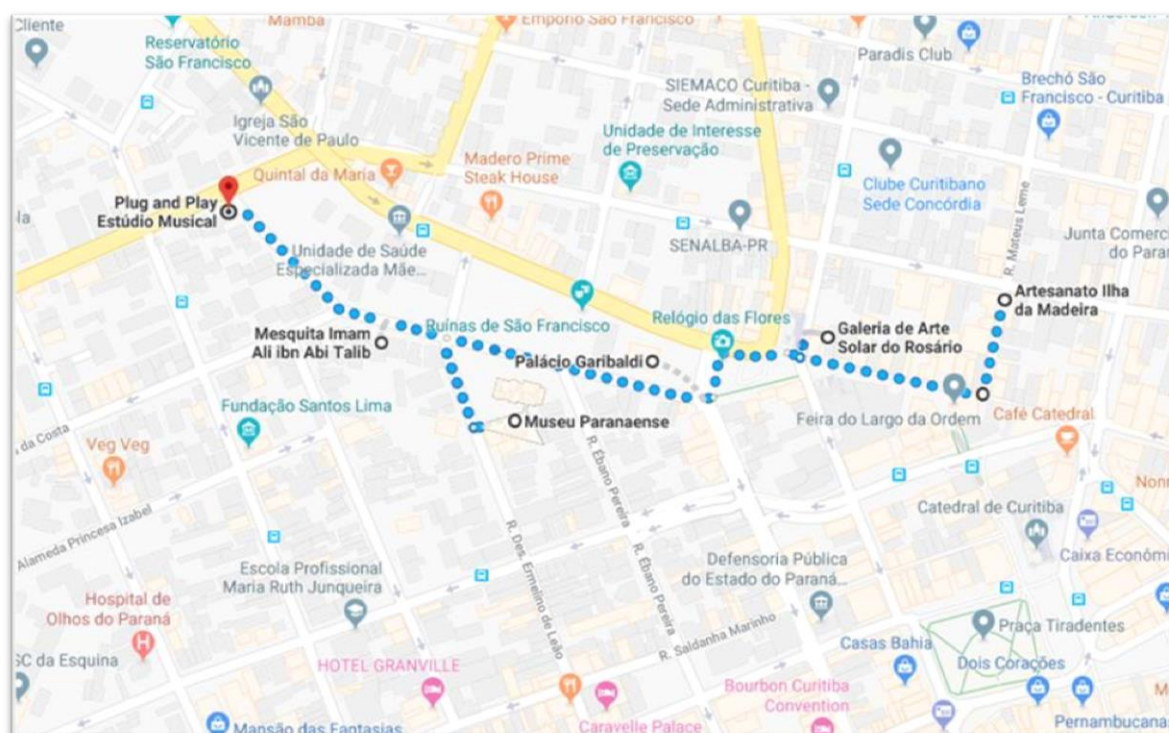 Cliente
Mamba
Empório São Francisco
Reservatório
São Francisco
Paradis Club
SIEMACO Curitiba -
Sede Administrativa
Brechó São
Francisco - Curitiba
Igreja São
Vicente de Paulo
Unidade de Interesse
de Preservação
Quintal da Maria
Madero Prime
Steak House
Clube Curitibano
Sede Concórdia
R. Mateus Leme
Plug and Play
Estúdio Musical
Unidade de Saúde
Especializada Mãe...
SENALBA-PR
Junta Comerci
do Paran
Artesanato Ilha
da Madeira
Mesquita Imam
Ali ibn Abi Talib
Ruínas de São Francisco
Relógio das Flores
Galeria de Arte
Solar do Rosário
Palácio Garibaldi
Museu Paranaense
Feira do Largo da Ordem
Café Catedral
Fundação Santos Lima
da Costa
Veg Veg
R. Ébano Pereira
Alameda Princesa Izabel
Catedral de Curitiba
Caixa Econômi
R. Des. Ermelino de Leão
R. Ébano Pereira
Escola Profissional
Maria Ruth Junqueira
Defensoria Pública
do Estado do Paraná...
Hospital de
Olhos do Paraná
H
R. Saldanha Marinho
Praça Tiradentes
SC da Esquina
HOTEL GRANVILLE
Casas Bahia
Dois Corações
Bourbon Curitiba
Convention
Mansão das Fantasias
Caravelle Palace
Pernambucanas